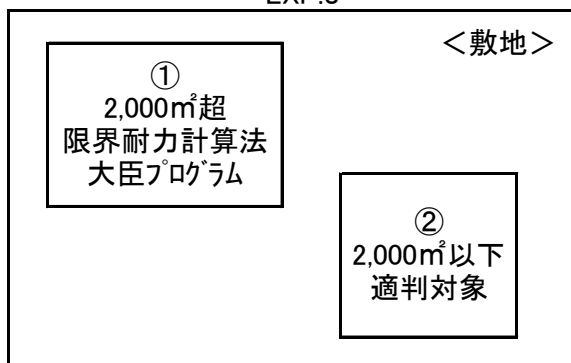 ＜敷地＞
①
2,000㎡超
限界耐力計算法
大臣ﾌﾟﾛｸﾞﾗﾑ
②
2,000㎡以下
適判対象